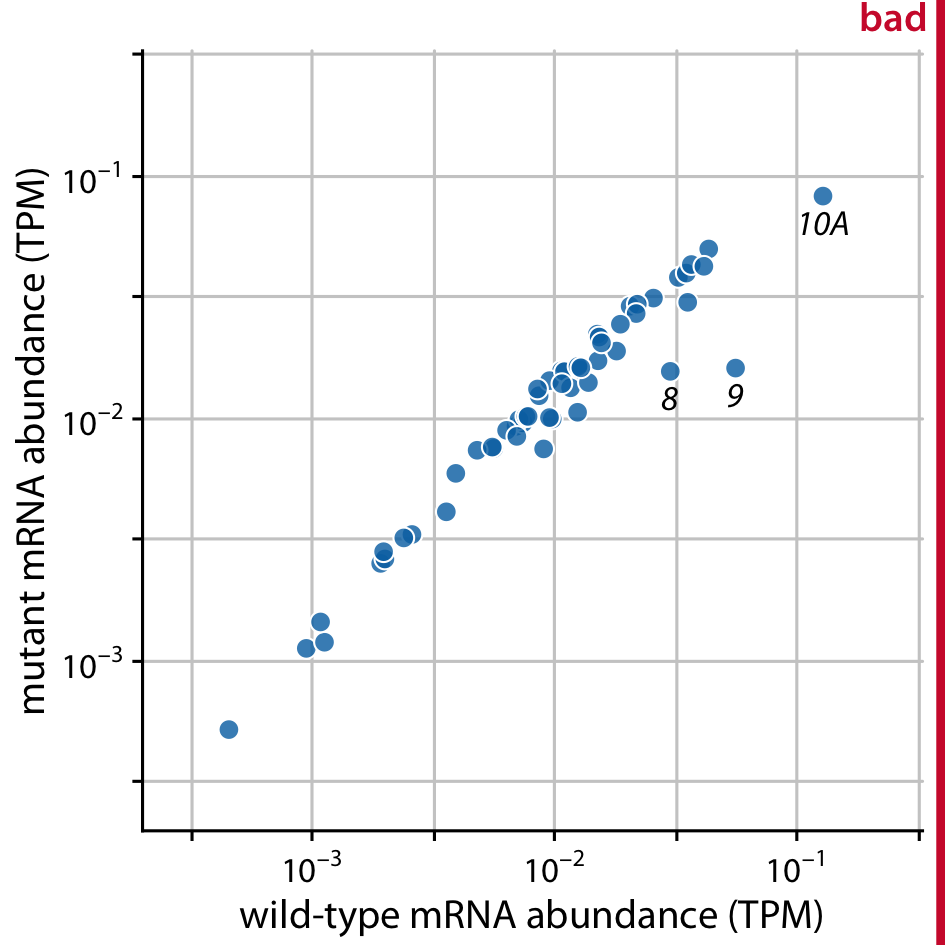 bad
mutant mRNA abundance (TPM)
10⁻¹
10⁻²
10⁻³
10A
8
9
10⁻³
10⁻²
10⁻¹
wild-type mRNA abundance (TPM)